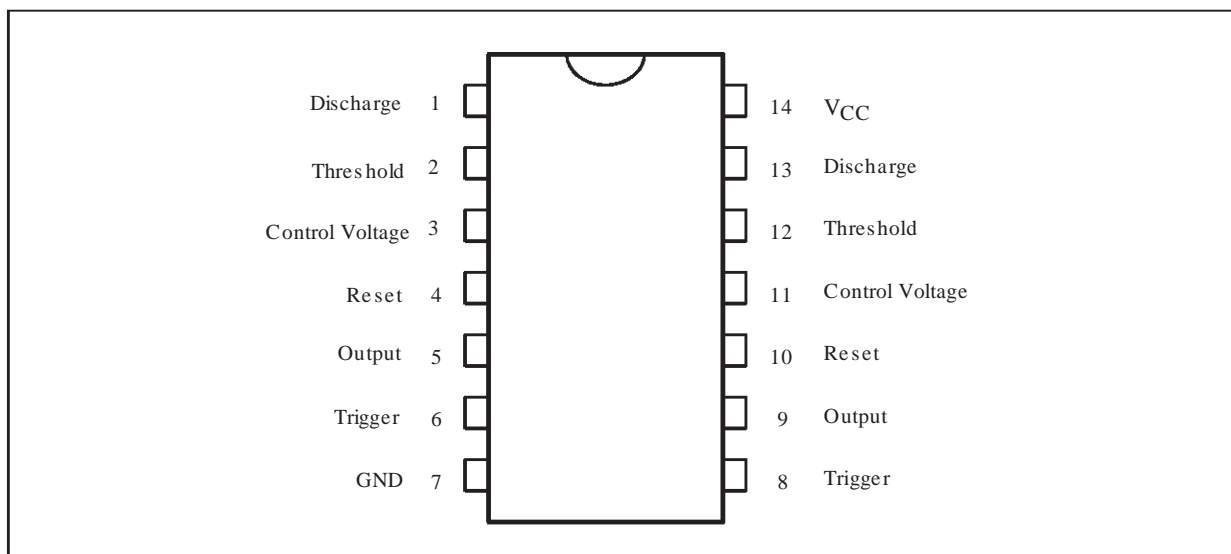 Discharge 1 14 VCC
Threshold 2 13 Discharge
Control Voltage 3 12 Threshold
Reset 4 11 Control Voltage
Output 5 10 Reset
Trigger 6 9 Output
GND 7 8 Trigger